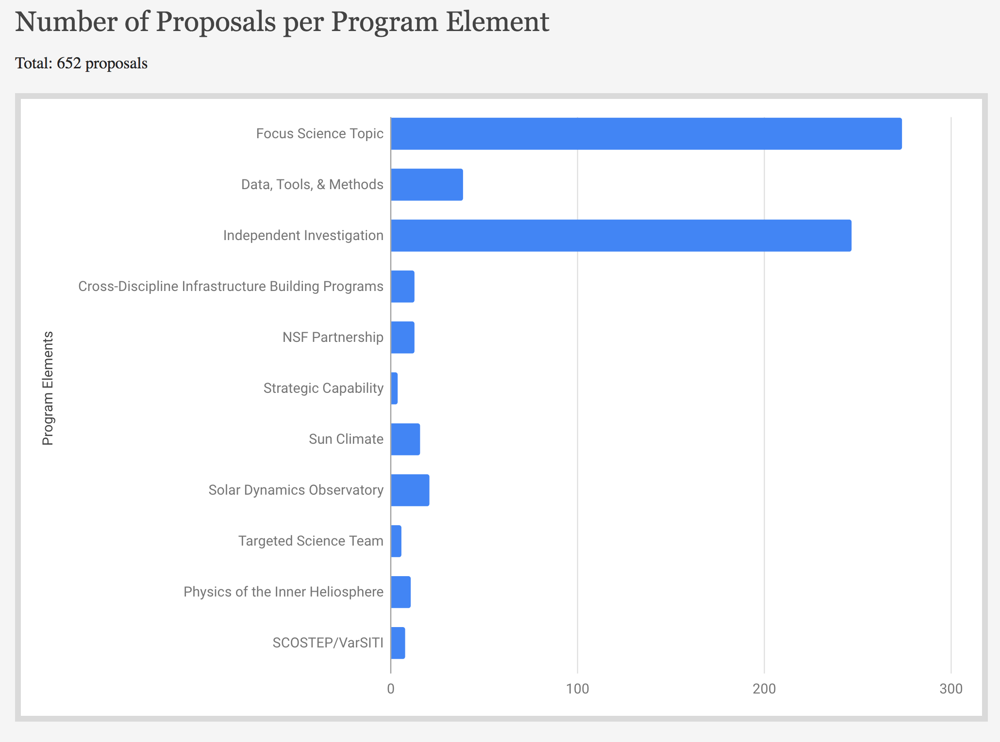 Number of Proposals per Program Element
Total: 652 proposals
Focus Science Topic
Data, Tools, & Methods
Independent Investigation
Cross-Discipline Infrastructure Building Programs
NSF Partnership
Strategic Capability
Sun Climate
Solar Dynamics Observatory
Targeted Science Team
Physics of the Inner Heliosphere
SCOSTEP/VarSITI
Program Elements
0 100 200 300